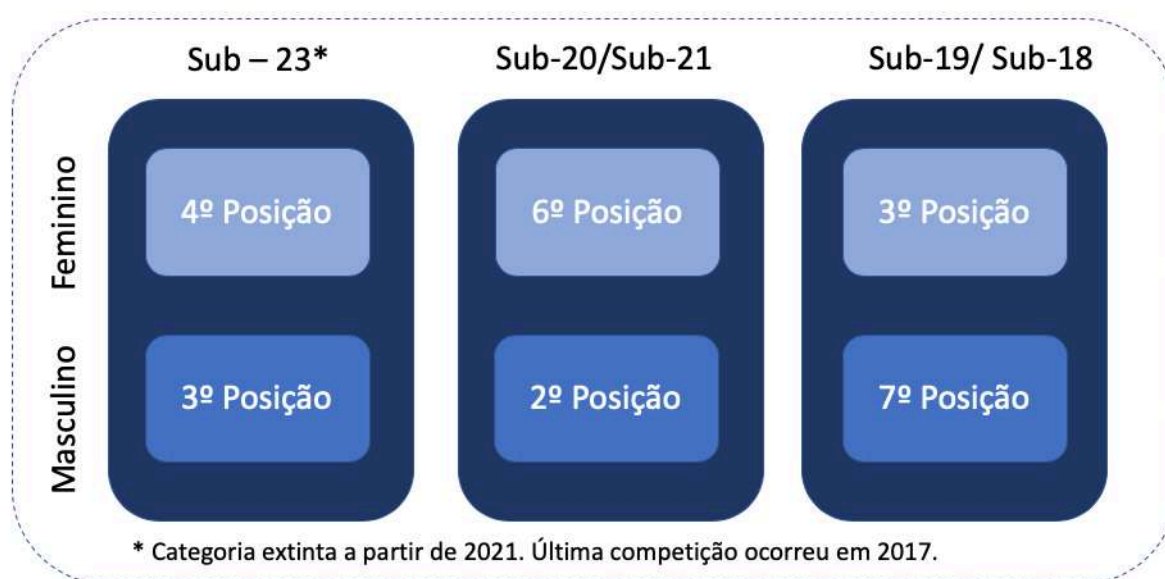 Sub – 23*
Sub-20/Sub-21
Sub-19/ Sub-18
Feminino
4º Posição
6º Posição
3º Posição
Masculino
3º Posição
2º Posição
7º Posição
* Categoria extinta a partir de 2021. Última competição ocorreu em 2017.